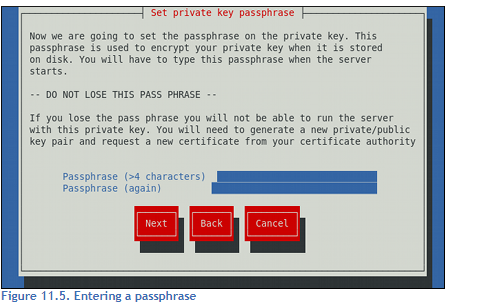 Set private key passphrase
Now we are going to set the passphrase on the private key. This
passphrase is used to encrypt your private key when it is stored
on disk. You will have to type this passphrase when the server
starts.
-- DO NOT LOSE THIS PASS PHRASE --
If you lose the pass phrase you will not be able to run the server
with this private key. You will need to generate a new private/public
key pair and request a new certificate from your certificate authority
Passphrase (>4 characters)
Passphrase (again)
Next Back Cancel
Figure 11.5. Entering a passphrase